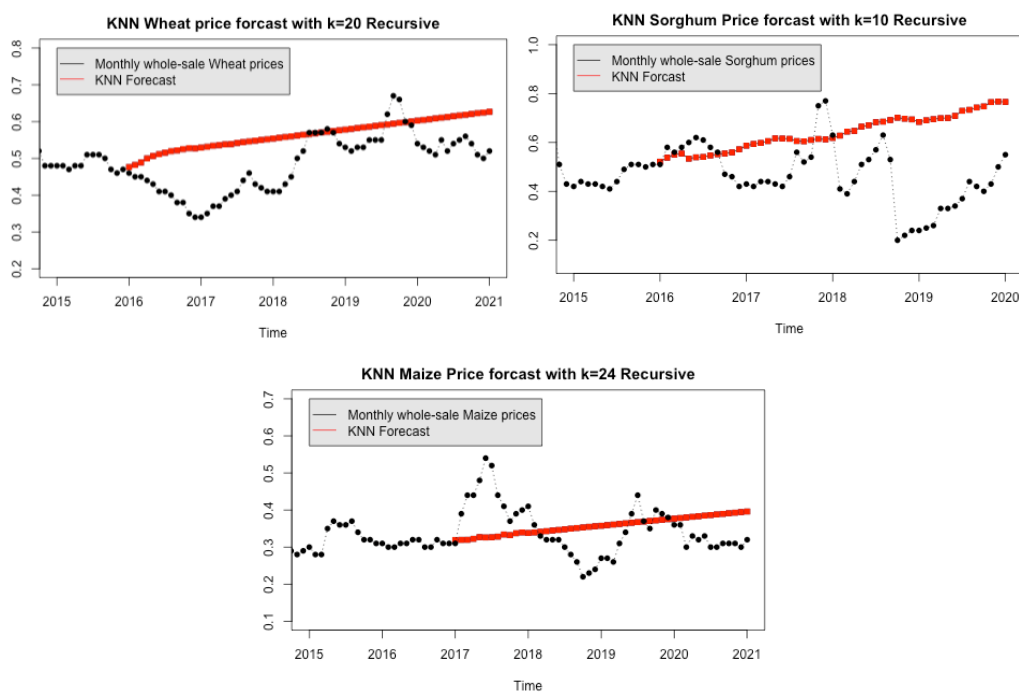 KNN Wheat price forcast with k=20 Recursive
Monthly whole-sale Wheat prices
KNN Forecast
0.8
0.7
0.6
0.5
0.4
0.3
0.2
2015 2016 2017 2018 2019 2020 2021
Time
KNN Sorghum Price forcast with k=10 Recursive
Monthly whole-sale Sorghum prices
KNN Forcast
1.0
0.8
0.6
0.4
0.2
2015 2016 2017 2018 2019 2020
Time
KNN Maize Price forcast with k=24 Recursive
Monthly whole-sale Maize prices
KNN Forecast
0.7
0.6
0.5
0.4
0.3
0.2
0.1
2015 2016 2017 2018 2019 2020 2021
Time